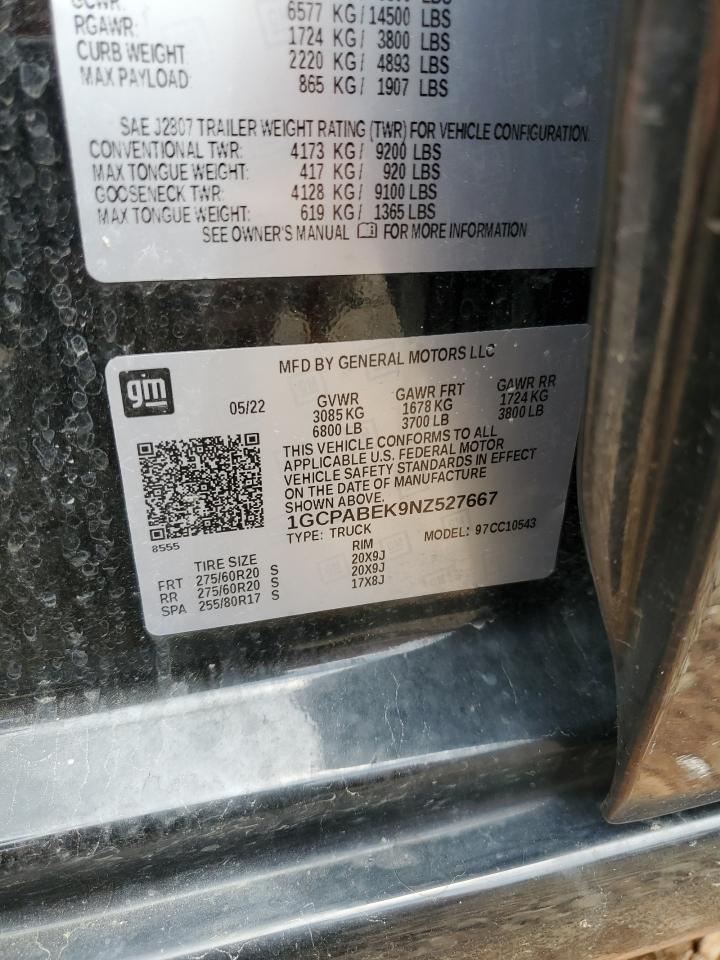 GCWR:
6577 KG/14500 LBS
RGAWR: 1724 KG/ 3800 LBS
CURB WEIGHT: 2220 KG/ 4893 LBS
MAX PAYLOAD: 865 KG/ 1907 LBS
SAE J2807 TRAILER WEIGHT RATING (TWR) FOR VEHICLE CONFIGURATION.
CONVENTIONAL TWR: 4173 KG/ 9200 LBS
MAX TONGUE WEIGHT: 417 KG/ 920 LBS
GOOSENECK TWR: 4128 KG/ 9100 LBS
MAX TONGUE WEIGHT: 619 KG/ 1365 LBS
SEE OWNER'S MANUAL FOR MORE INFORMATION
gm
MFD BY GENERAL MOTORS LLC
05/22 GVWR GAWR FRT GAWR RR
3085 KG 1678 KG 1724 KG
6800 LB 3700 LB 3800 LB
THIS VEHICLE CONFORMS TO ALL
APPLICABLE U.S. FEDERAL MOTOR
VEHICLE SAFETY STANDARDS IN EFFECT
ON THE DATE OF MANUFACTURE
SHOWN ABOVE.
1GCPABEK9NZ527667
TYPE: TRUCK MODEL: 97CC10543
8555
TIRE SIZE RIM
FRT 275/60R20 S 20X9J
RR 275/60R20 S 20X9J
SPA 255/80R17 S 17X8J